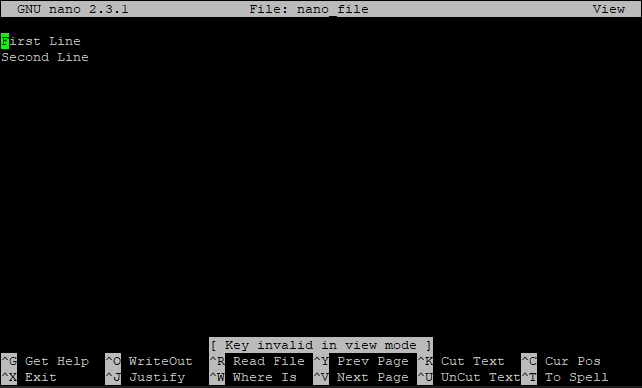 GNU nano 2.3.1 File: nano_file View
First Line
Second Line
[ Key invalid in view mode ]
^G Get Help ^O WriteOut ^R Read File ^Y Prev Page ^K Cut Text ^C Cur Pos
^X Exit ^J Justify ^W Where Is ^V Next Page ^U UnCut Text^T To Spell